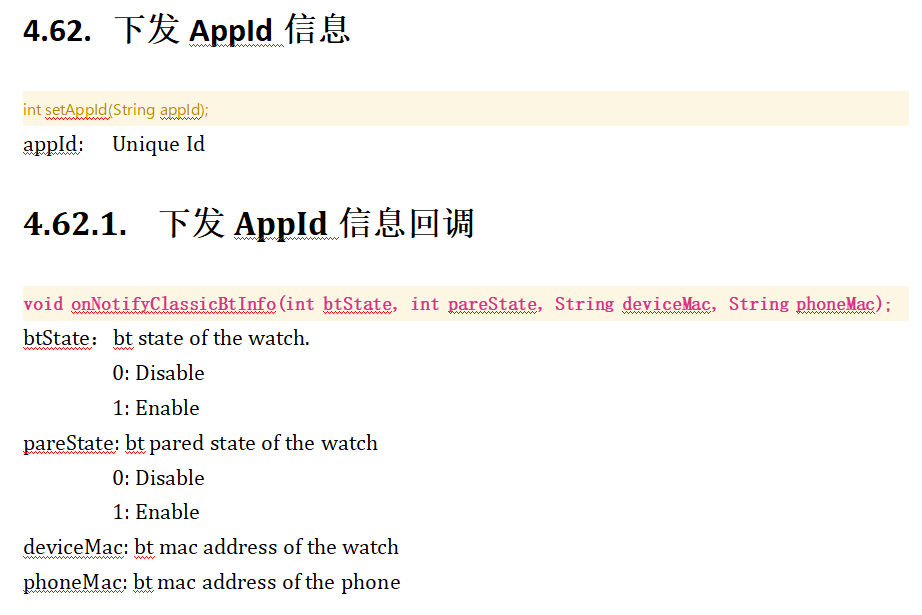 4.62. 下发 AppId 信息
int setAppId(String appId);
appId: Unique Id
4.62.1. 下发 AppId 信息回调
void onNotifyClassicBtInfo(int btState, int pareState, String deviceMac, String phoneMac);
btState： bt state of the watch.
0: Disable
1: Enable
pareState: bt pared state of the watch
0: Disable
1: Enable
deviceMac: bt mac address of the watch
phoneMac: bt mac address of the phone